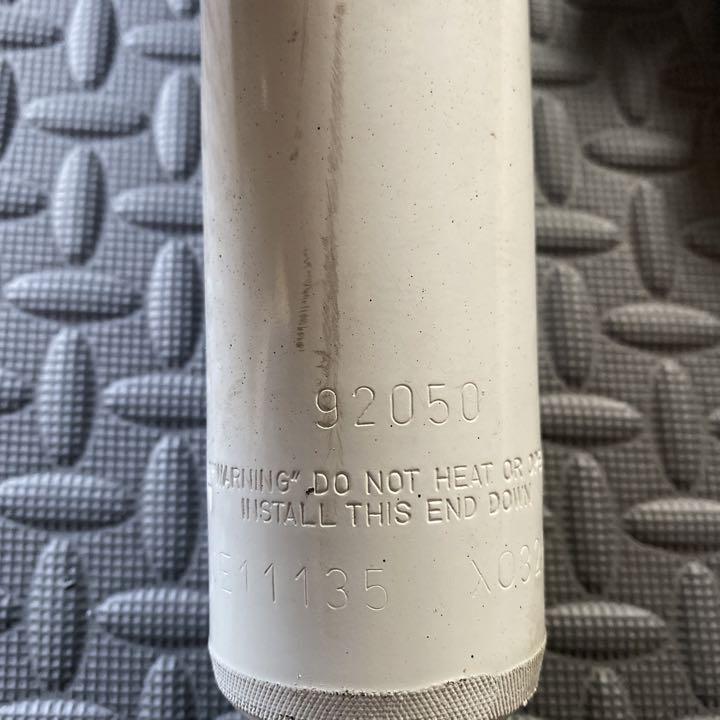 92050
"WARNING" DO NOT HEAT OR
INSTALL THIS END DOWN
E11135